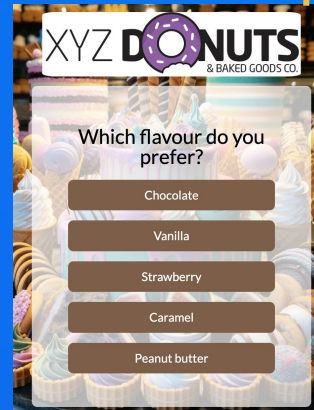 XYZ DONUTS
& BAKED GOODS CO.
Which flavour do you
prefer?
Chocolate
Vanilla
Strawberry
Caramel
Peanut butter